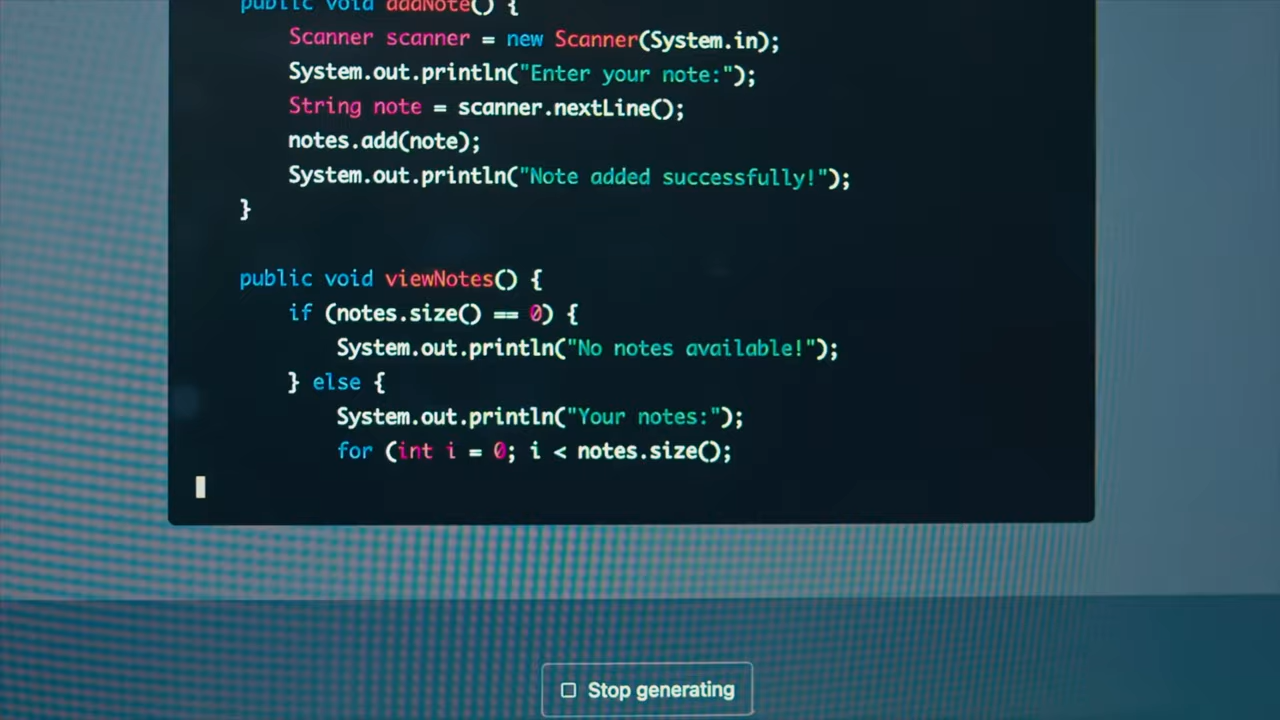 public void addNote() {
Scanner scanner = new Scanner(System.in);
System.out.println("Enter your note:");
String note = scanner.nextLine();
notes.add(note);
System.out.println("Note added successfully!");
}
public void viewNotes() {
if (notes.size() == 0) {
System.out.println("No notes available!");
} else {
System.out.println("Your notes:");
for (int i = 0; i < notes.size();
Stop generating